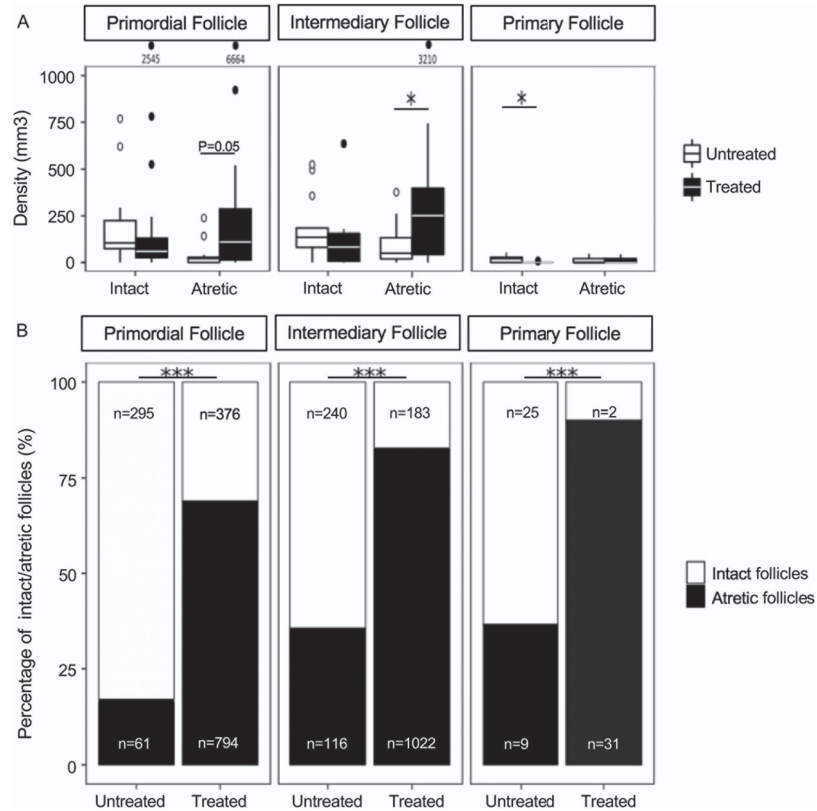 A
Primordial Follicle
Intermediary Follicle
Primary Follicle
2545
6664
3210
1000
750
500
250
0
Density (mm3)
P=0.05
*
*
Intact
Atretic
Intact
Atretic
Intact
Atretic
Untreated
Treated
B
Primordial Follicle
Intermediary Follicle
Primary Follicle
100
75
50
25
0
Percentage of intact/atretic follicles (%)
***
***
***
n=295
n=376
n=240
n=183
n=25
n=2
n=61
n=794
n=116
n=1022
n=9
n=31
Untreated
Treated
Untreated
Treated
Untreated
Treated
Intact follicles
Atretic follicles